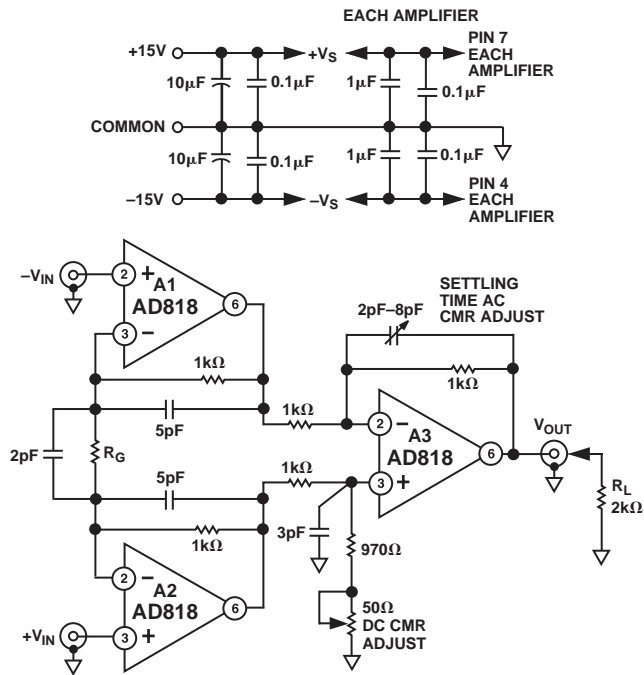 EACH AMPLIFIER
+15V
10µF
0.1µF
+VS
1µF
0.1µF
PIN 7
EACH
AMPLIFIER
COMMON
10µF
0.1µF
1µF
0.1µF
–15V
–VS
PIN 4
EACH
AMPLIFIER
–VIN
2
+
A1
AD818
6
3
–
1kΩ
5pF
2pF
RG
5pF
1kΩ
2
–
A2
AD818
6
+VIN
3
+
SETTLING
TIME AC
CMR ADJUST
2pF–8pF
1kΩ
1kΩ
2
–
A3
AD818
6
1kΩ
3
+
3pF
970Ω
50Ω
DC CMR
ADJUST
VOUT
RL
2kΩ